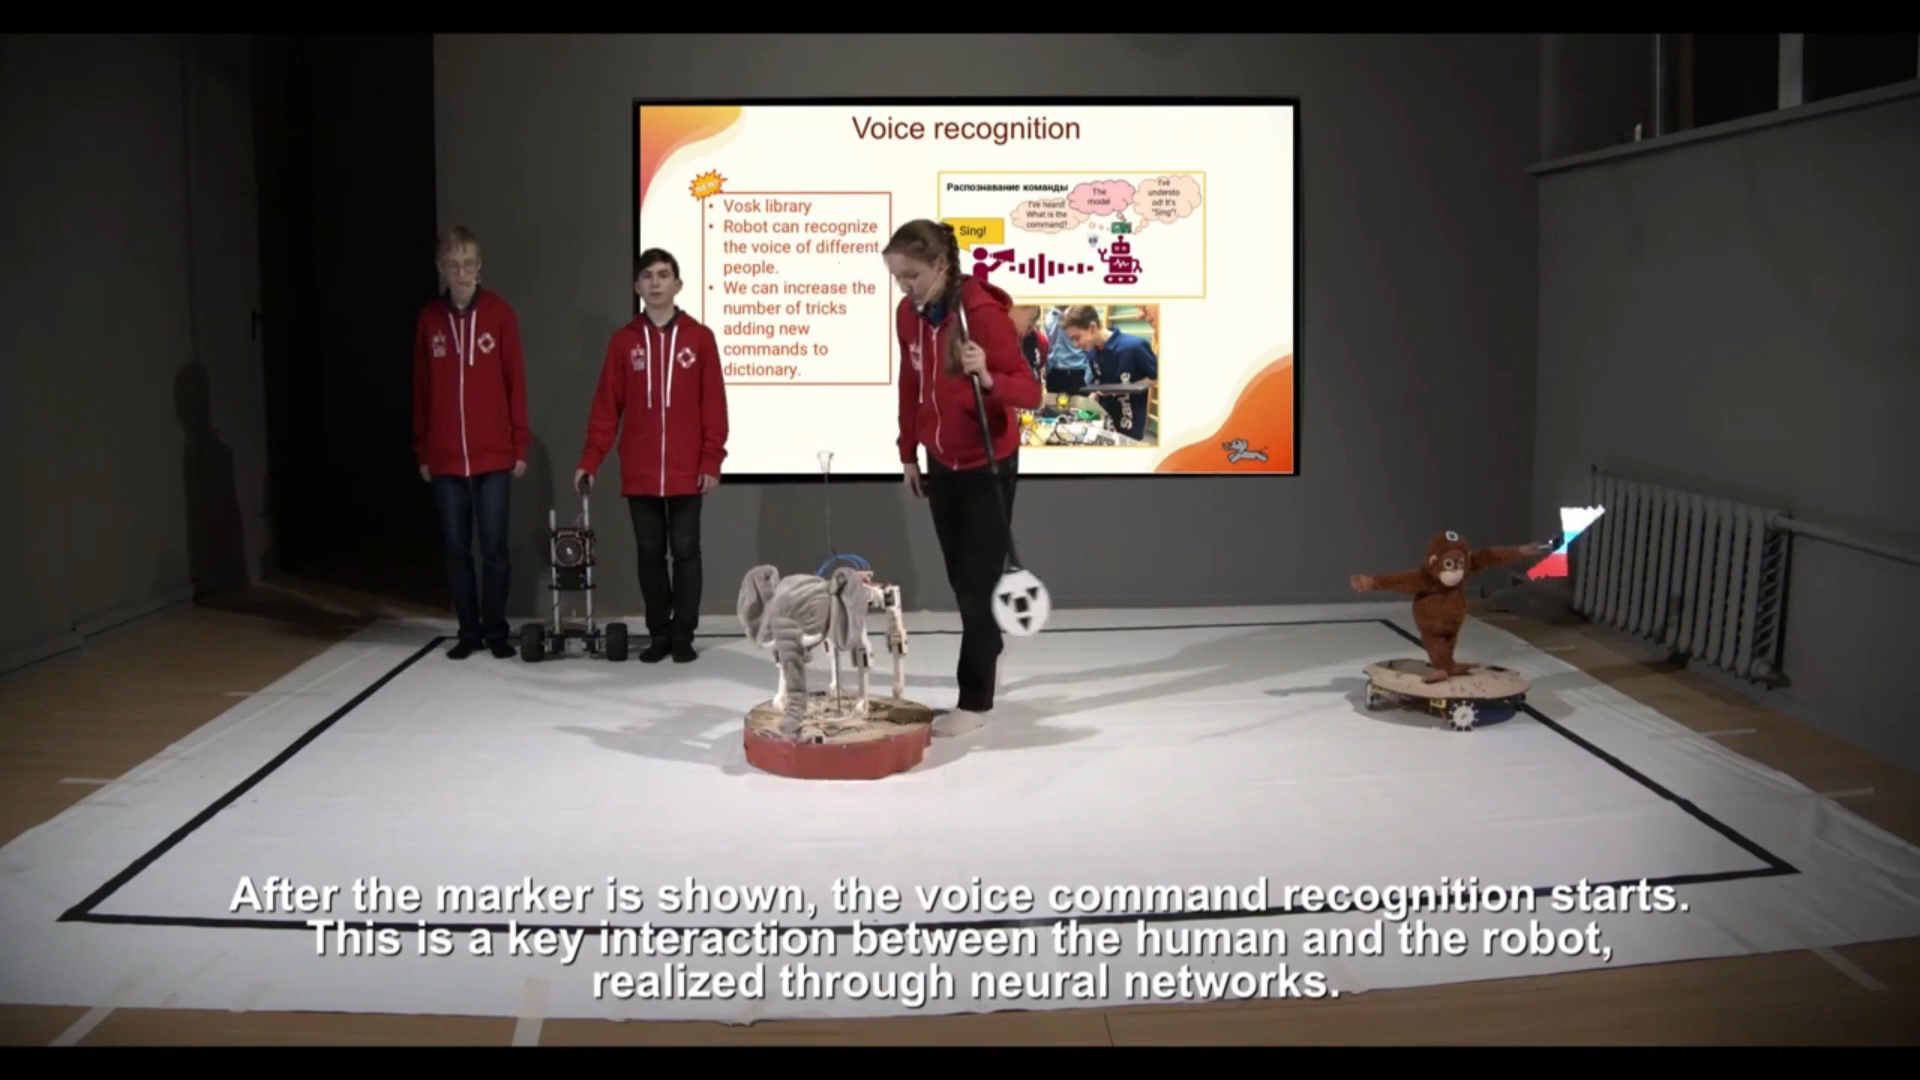 Voice recognition
NEW!
• Vosk library
• Robot can recognize
the voice of different
people.
• We can increase the
number of tricks
adding new
commands to
dictionary.
Распознавание команды
Sing!
I've heard!
What is the
command?
The
model
I've
understo
od! It's
"Sing"!
StarLine
After the marker is shown, the voice command recognition starts.
This is a key interaction between the human and the robot,
realized through neural networks.